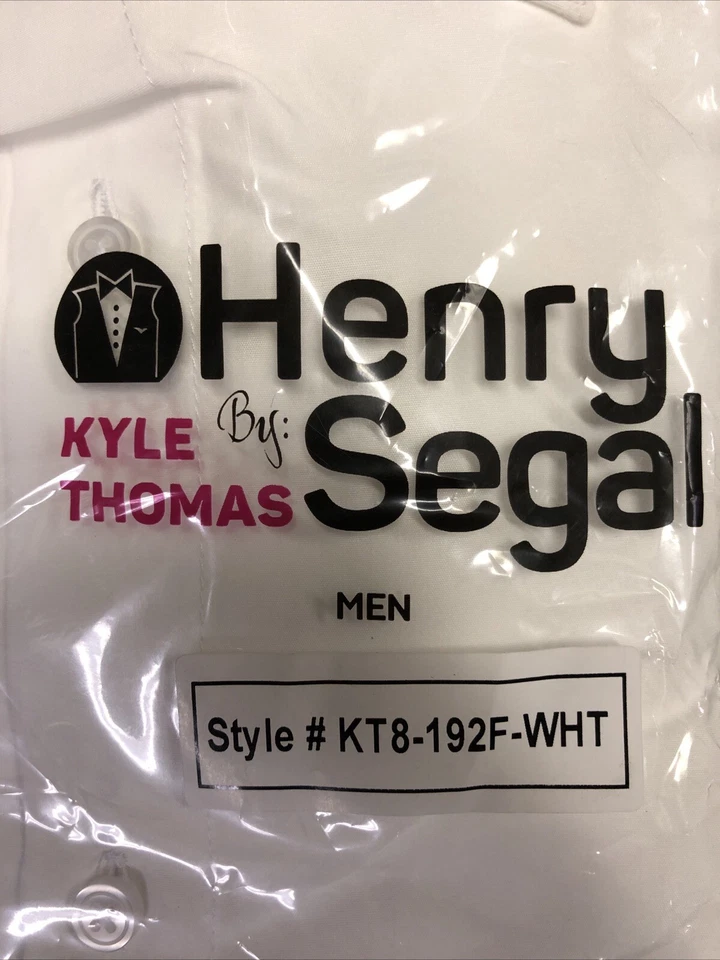 Henry
KYLE By: Segal
THOMAS
MEN
Style # KT8-192F-WHT